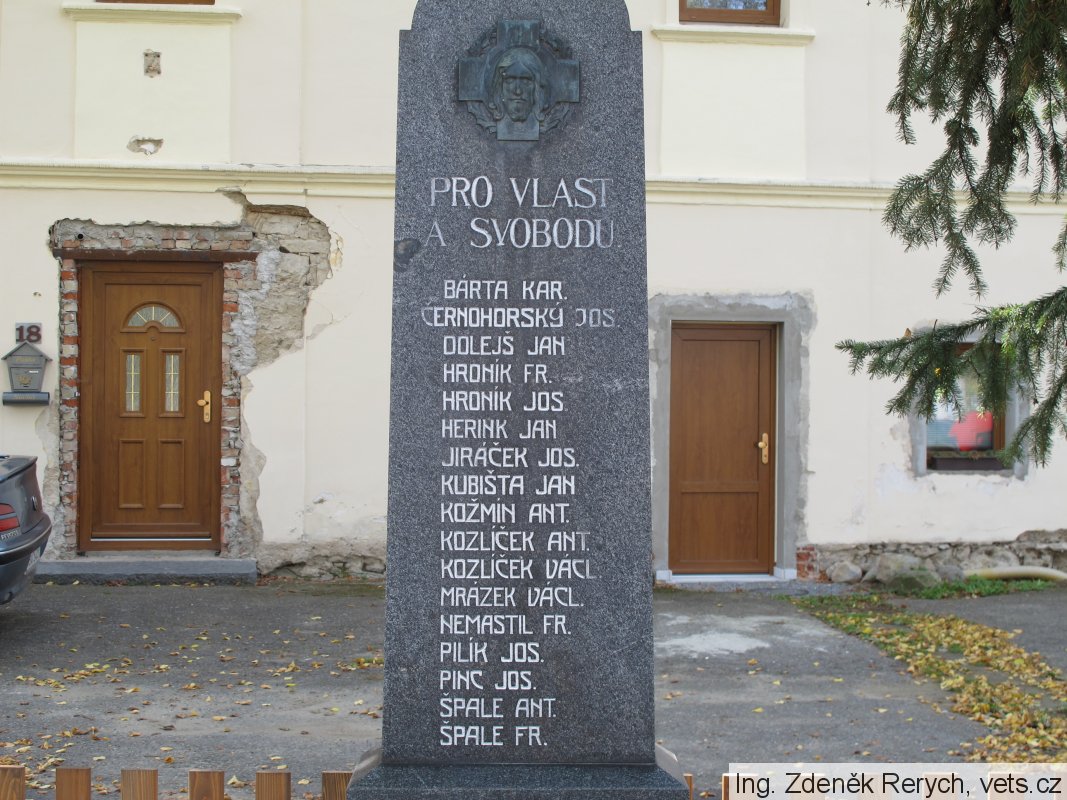 PRO VLAST
A SVOBODU
BÁRTA KAR.
ČERNOHORSKÝ JOS.
DOLEJŠ JAN
HRONÍK FR.
HRONÍK JOS.
HERINK JAN
JIRÁČEK JOS.
KUBIŠTA JAN
KOŽMÍN ANT.
KOZLÍČEK ANT.
KOZLÍČEK VÁCL.
MRÁZEK VÁCL.
NEMASTIL FR.
PILÍK JOS.
PINC JOS.
ŠPALE ANT.
ŠPALE FR.
18
Ing. Zdeněk Rerych, vets.cz